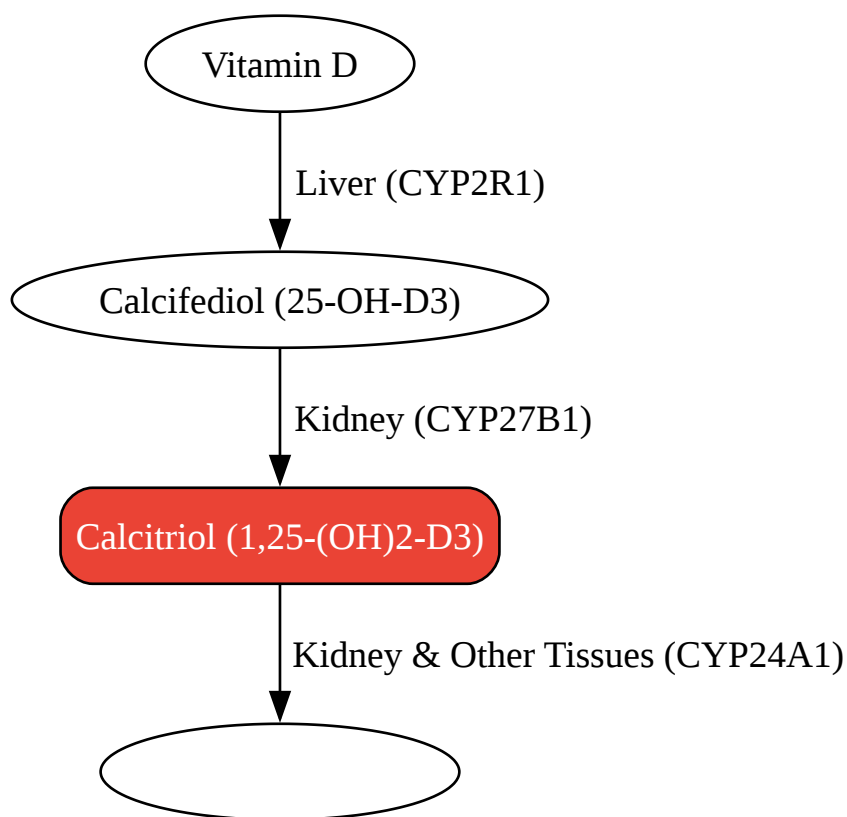 Vitamin D
Liver (CYP2R1)
Calcifediol (25-OH-D3)
Kidney (CYP27B1)
Calcitriol (1,25-(OH)2-D3)
Kidney & Other Tissues (CYP24A1)